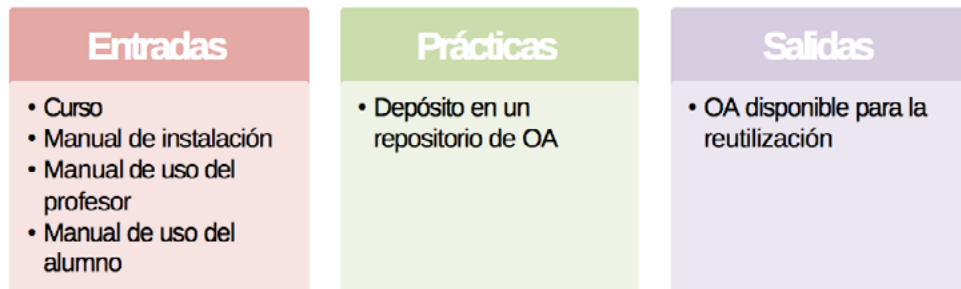 Entradas
• Curso
• Manual de instalación
• Manual de uso del
profesor
• Manual de uso del
alumno
Prácticas
• Depósito en un
repositorio de OA
Salidas
• OA disponible para la
reutilización